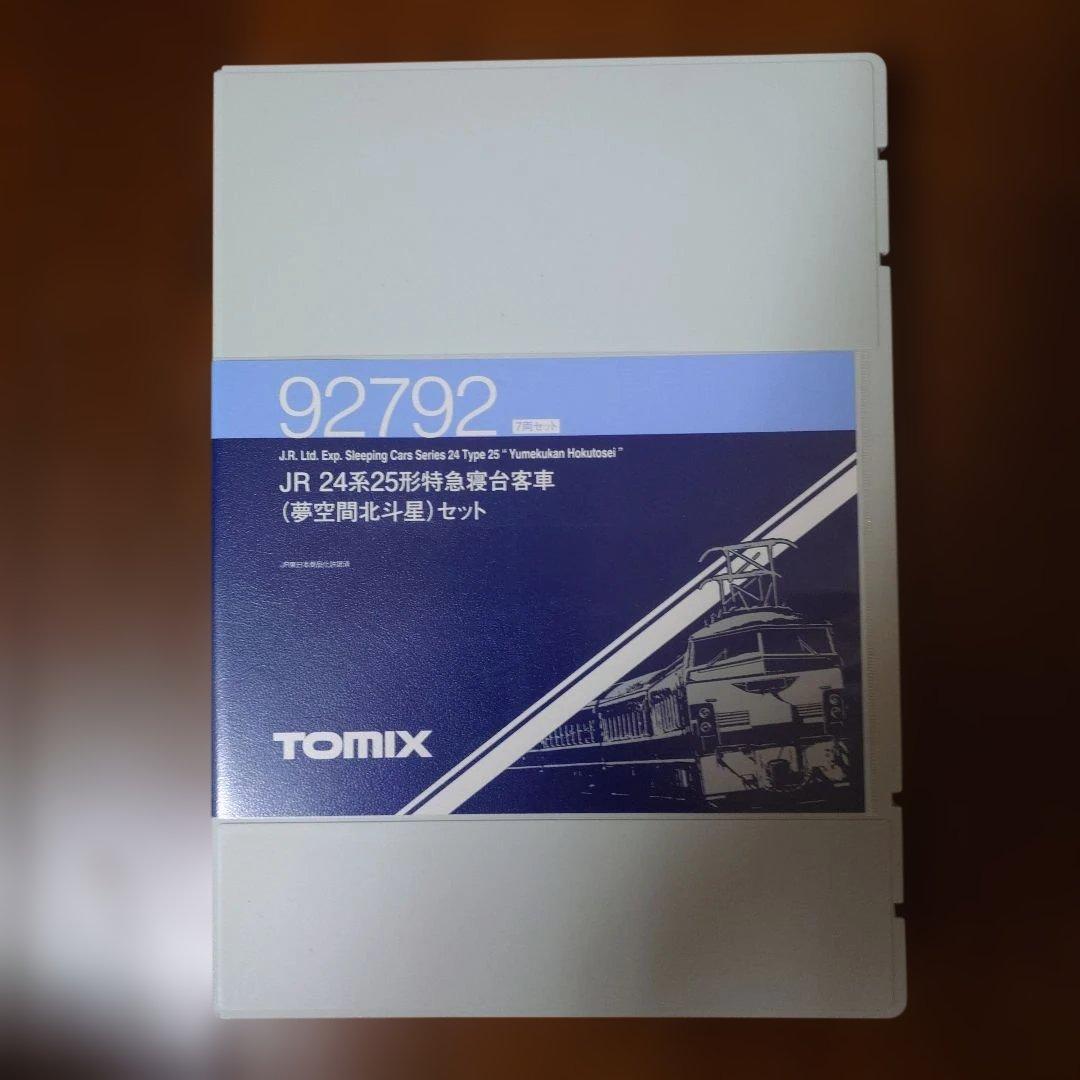 92792 7両セット
J.R. Ltd. Exp. Sleeping Cars Series 24 Type 25 " Yumekukan Hokutosei "
JR 24系25形特急寝台客車
(夢空間北斗星)セット
JR東日本商品化許諾済
TOMIX